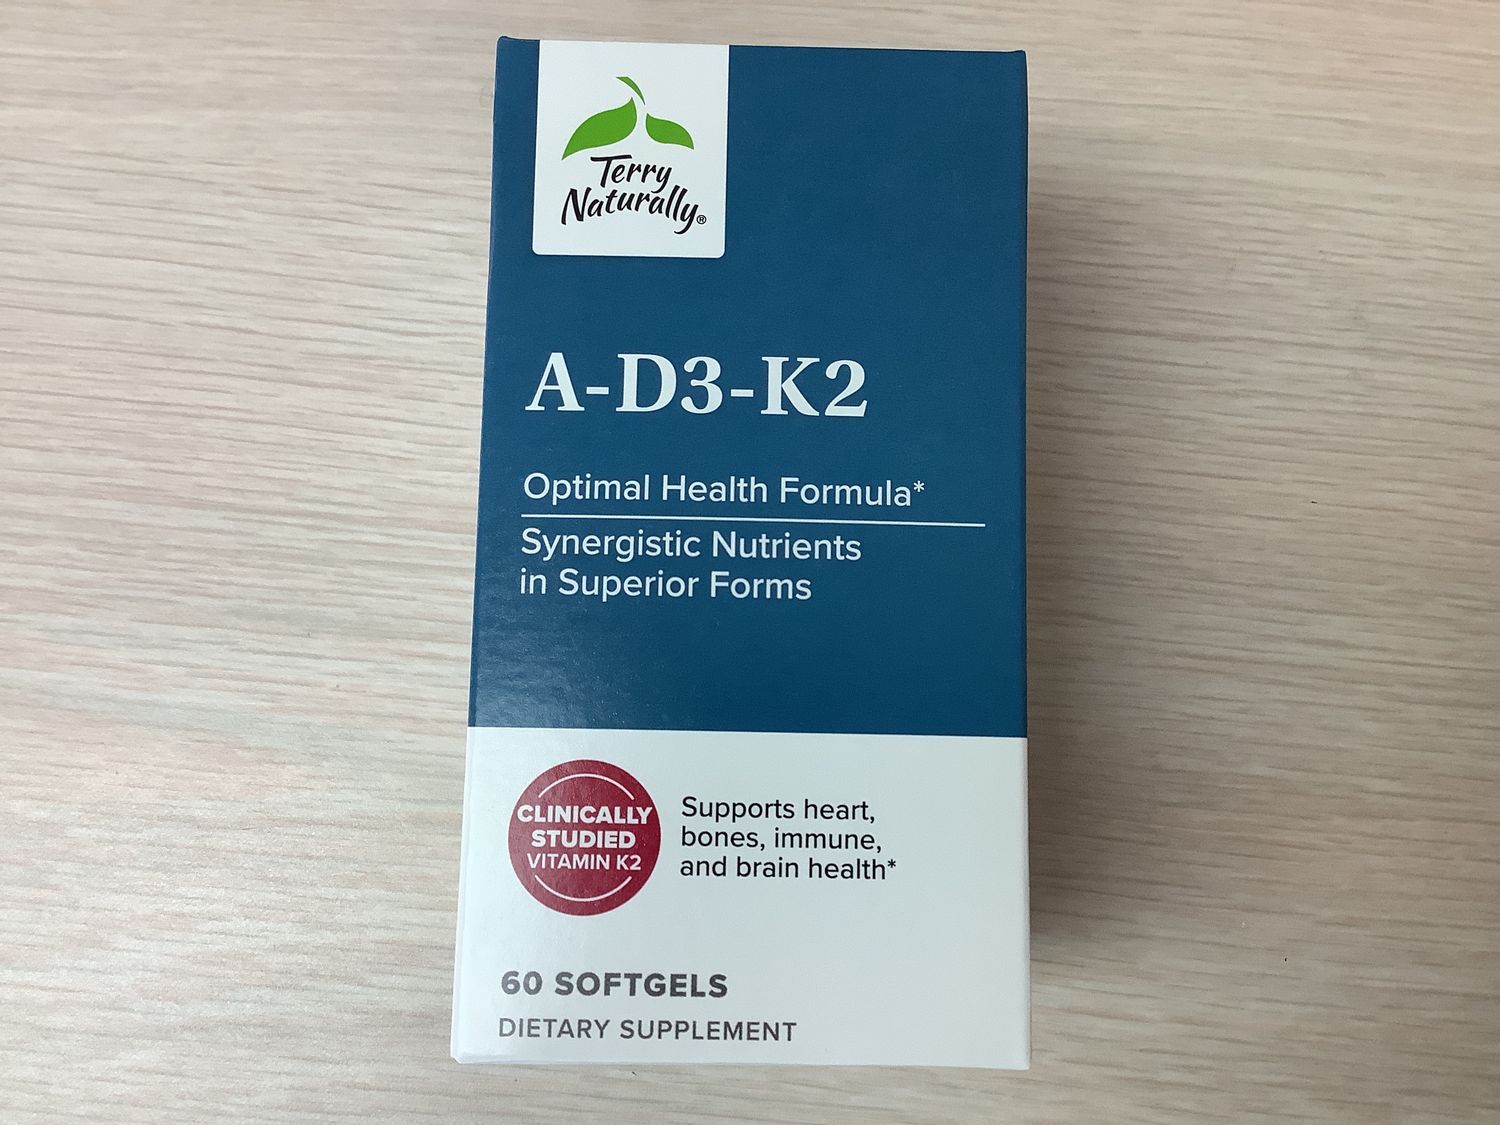 Terry
Naturally®
A-D3-K2
Optimal Health Formula*
Synergistic Nutrients
in Superior Forms
CLINICALLY
STUDIED
VITAMIN K2
Supports heart,
bones, immune,
and brain health*
60 SOFTGELS
DIETARY SUPPLEMENT